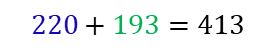 220 + 193 = 413